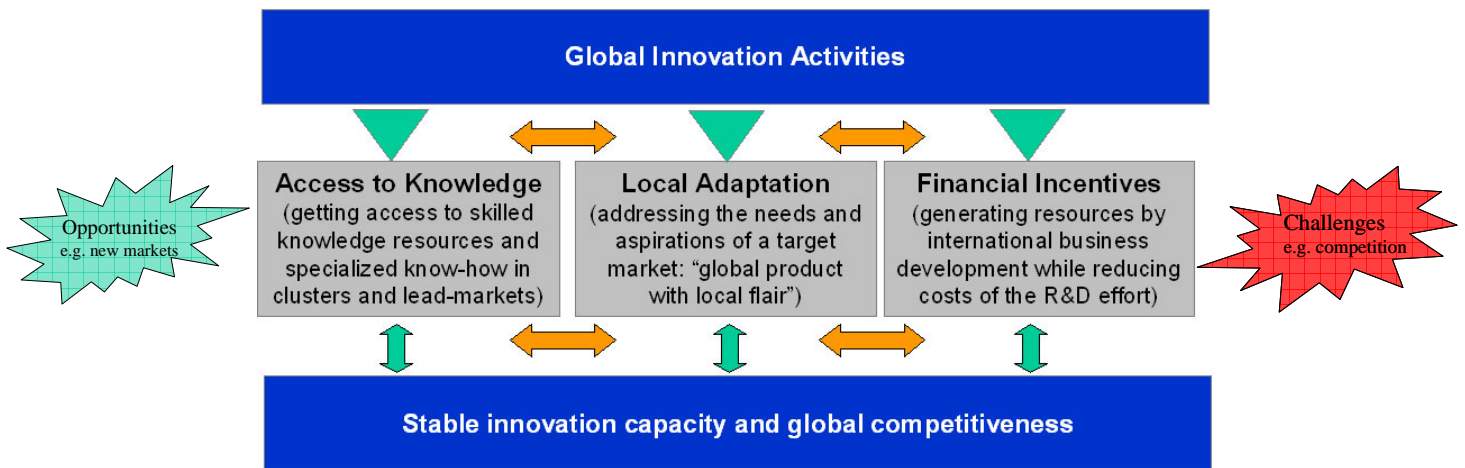 Global Innovation Activities
Opportunities
e.g. new markets
Access to Knowledge
(getting access to skilled
knowledge resources and
specialized know-how in
clusters and lead-markets)
Local Adaptation
(addressing the needs and
aspirations of a target
market: “global product
with local flair”)
Financial Incentives
(generating resources by
international business
development while reducing
costs of the R&D effort)
Challenges
e.g. competition
Stable innovation capacity and global competitiveness